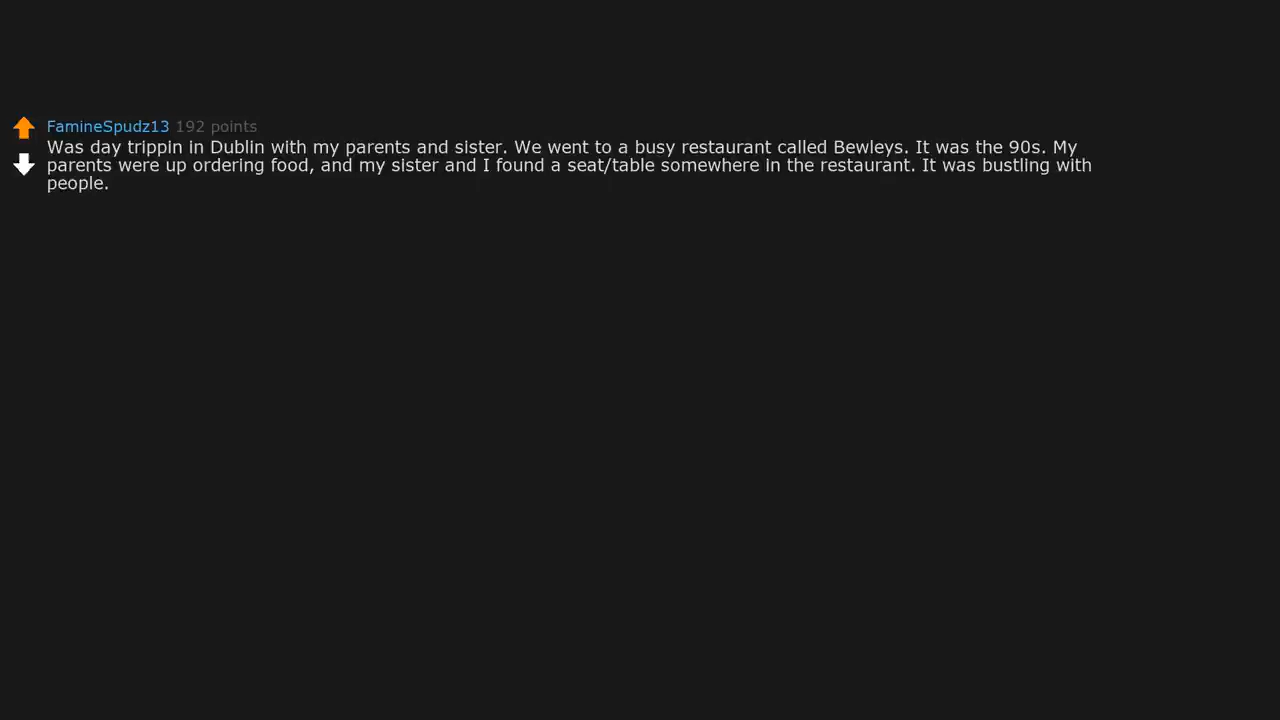 FamineSpudz13 192 points
Was day trippin in Dublin with my parents and sister. We went to a busy restaurant called Bewleys. It was the 90s. My
parents were up ordering food, and my sister and I found a seat/table somewhere in the restaurant. It was bustling with
people.